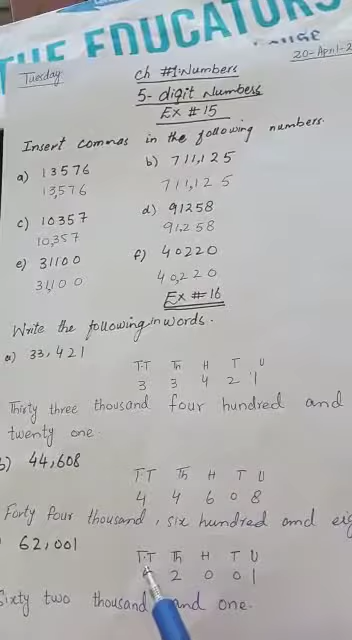 THE EDUCATORS
Tuesday
20-April-2
Ch #1: Numbers
5-digit Numbers
Ex #15
Insert commas in the following numbers.
a) 13576 b) 711,125
13,576 711,125
c) 10357 d) 91258
10,357 91,258
e) 31100 f) 40220
31,100 40,220
Ex #16
Write the following in words.
a) 33,421
T.T Th H T U
3 3 4 2 1
Thirty three thousand four hundred and
twenty one.
b) 44,608
T.T Th H T U
4 4 6 0 8
Forty four thousand, six hundred and eig
62,001
T.T Th H T U
2 0 0 1
Sixty two thousand and one.